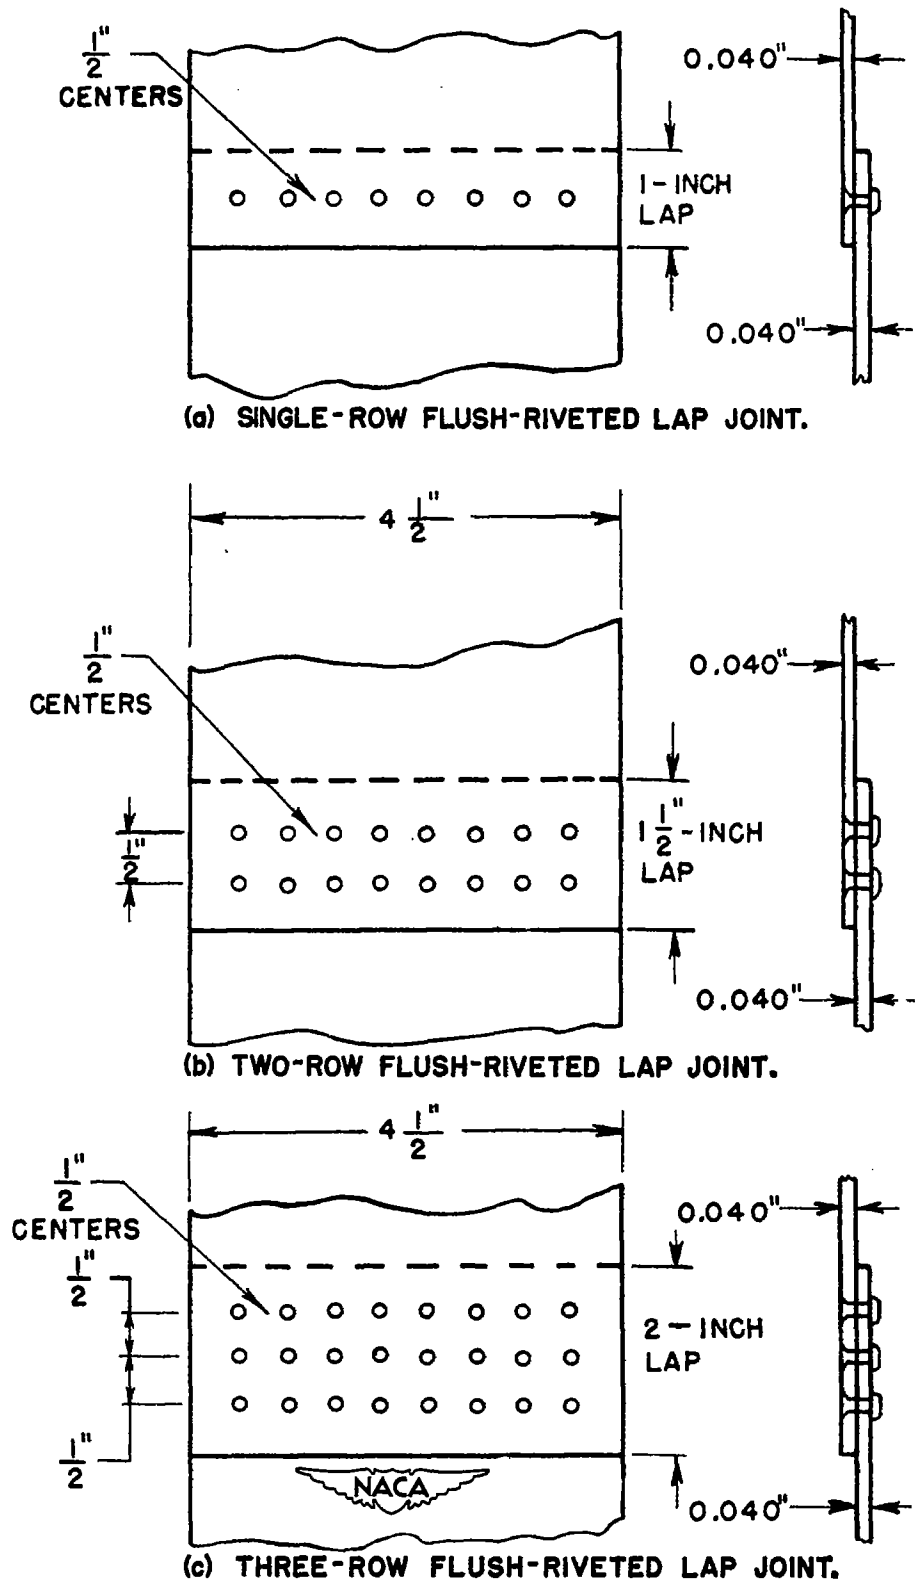 1/2"
CENTERS
0.040"
1-INCH
LAP
0.040"
(a) SINGLE-ROW FLUSH-RIVETED LAP JOINT.
4 1/2"
1/2"
CENTERS
0.040"
1/2"
1 1/2"-INCH
LAP
0.040"
(b) TWO-ROW FLUSH-RIVETED LAP JOINT.
4 1/2"
1/2"
CENTERS
0.040"
1/2"
2-INCH
LAP
1/2"
NACA
0.040"
(c) THREE-ROW FLUSH-RIVETED LAP JOINT.